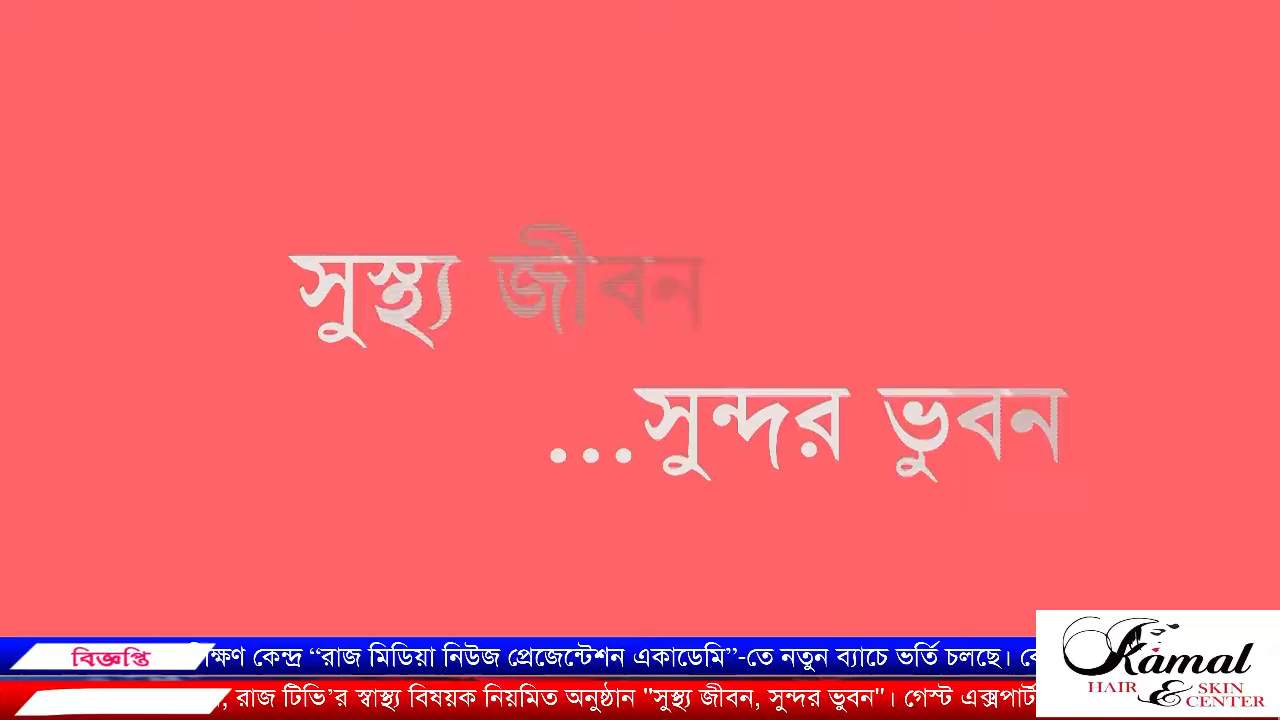 সুস্থ্য জীবন
...সুন্দর ভুবন
বিজ্ঞপ্তি
কেন্দ্র “রাজ মিডিয়া নিউজ প্রেজেন্টেশন একাডেমি”-তে নতুন ব্যাচে ভর্তি চলছে।
, রাজ টিভি’র স্বাস্থ্য বিষয়ক নিয়মিত অনুষ্ঠান "সুস্থ্য জীবন, সুন্দর ভুবন"। গেস্ট এক্সপার্ট
Kamal
HAIR & SKIN
CENTER